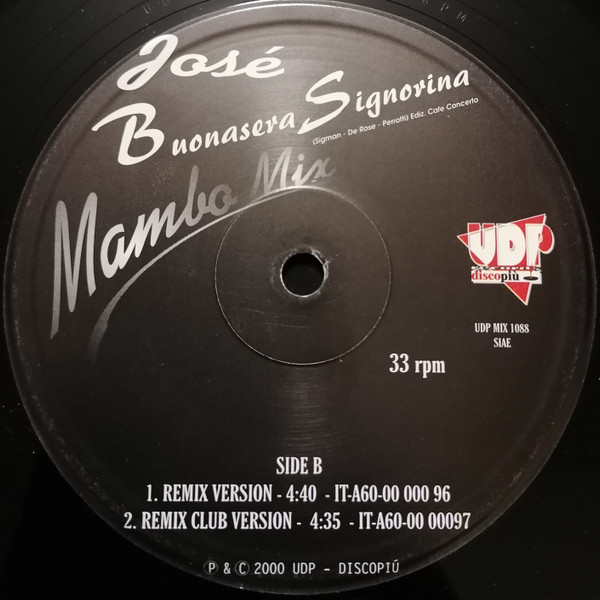 José
Buonasera Signorina
(Sigman - De Rose - Perrotti) Ediz. Cafè Concerto
Mambo Mix
UDP
discopiù
UDP MIX 1088
SIAE
33 rpm
SIDE B
1. REMIX VERSION - 4:40 - IT-A60-00 000 96
2. REMIX CLUB VERSION - 4:35 - IT-A60-00 00097
Ⓟ & Ⓒ 2000 UDP - DISCOPIÚ